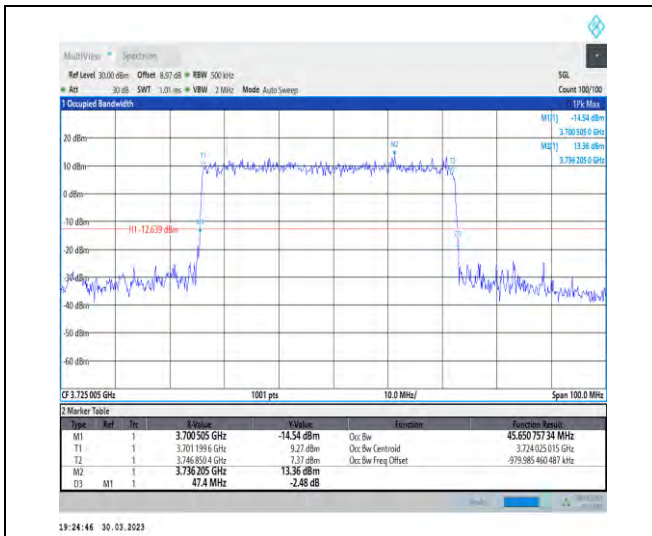 MultiView Spectrum
Ref Level 30.00 dBm Offset 8.97 dB RBW 500 kHz SGL
Att 30 dB SWT 1.01 ms VBW 2 MHz Mode Auto Sweep Count 100/100
1 Occupied Bandwidth 1Pk Max
M1[1] -14.54 dBm
3.700 505 0 GHz
20 dBm
M2[1] 13.36 dBm
3.736 205 0 GHz
M2
T1
T2
10 dBm
0 dBm
-10 dBm
H1 -12.639 dBm
-20 dBm
-30 dBm
-40 dBm
-50 dBm
-60 dBm
CF 3.725 005 GHz 1001 pts 10.0 MHz/ Span 100.0 MHz
2 Marker Table
Type Ref Trc X-Value Y-Value Function Function Result
M1 1 3.700 505 GHz -14.54 dBm Occ Bw 45.650 757 34 MHz
T1 1 3.701 199 6 GHz 9.27 dBm Occ Bw Centroid 3.724 025 015 GHz
T2 1 3.746 850 4 GHz 7.37 dBm Occ Bw Freq Offset -979.985 460 487 kHz
M2 1 3.736 205 GHz 13.36 dBm
D3 M1 1 47.4 MHz -2.48 dB
19:24:46 30.03.2023